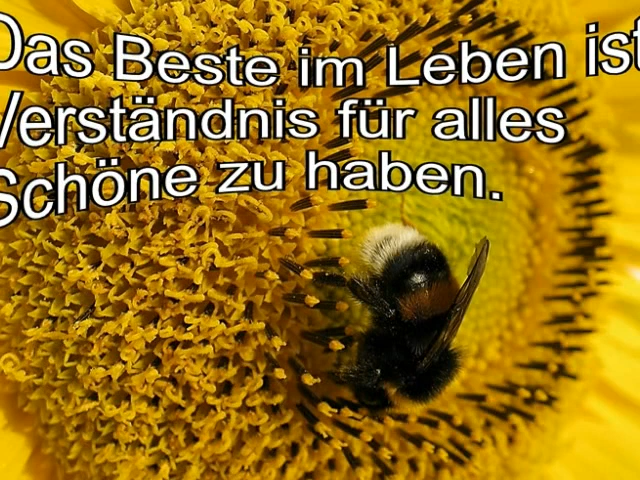 Das Beste im Leben ist
Verständnis für alles
Schöne zu haben.